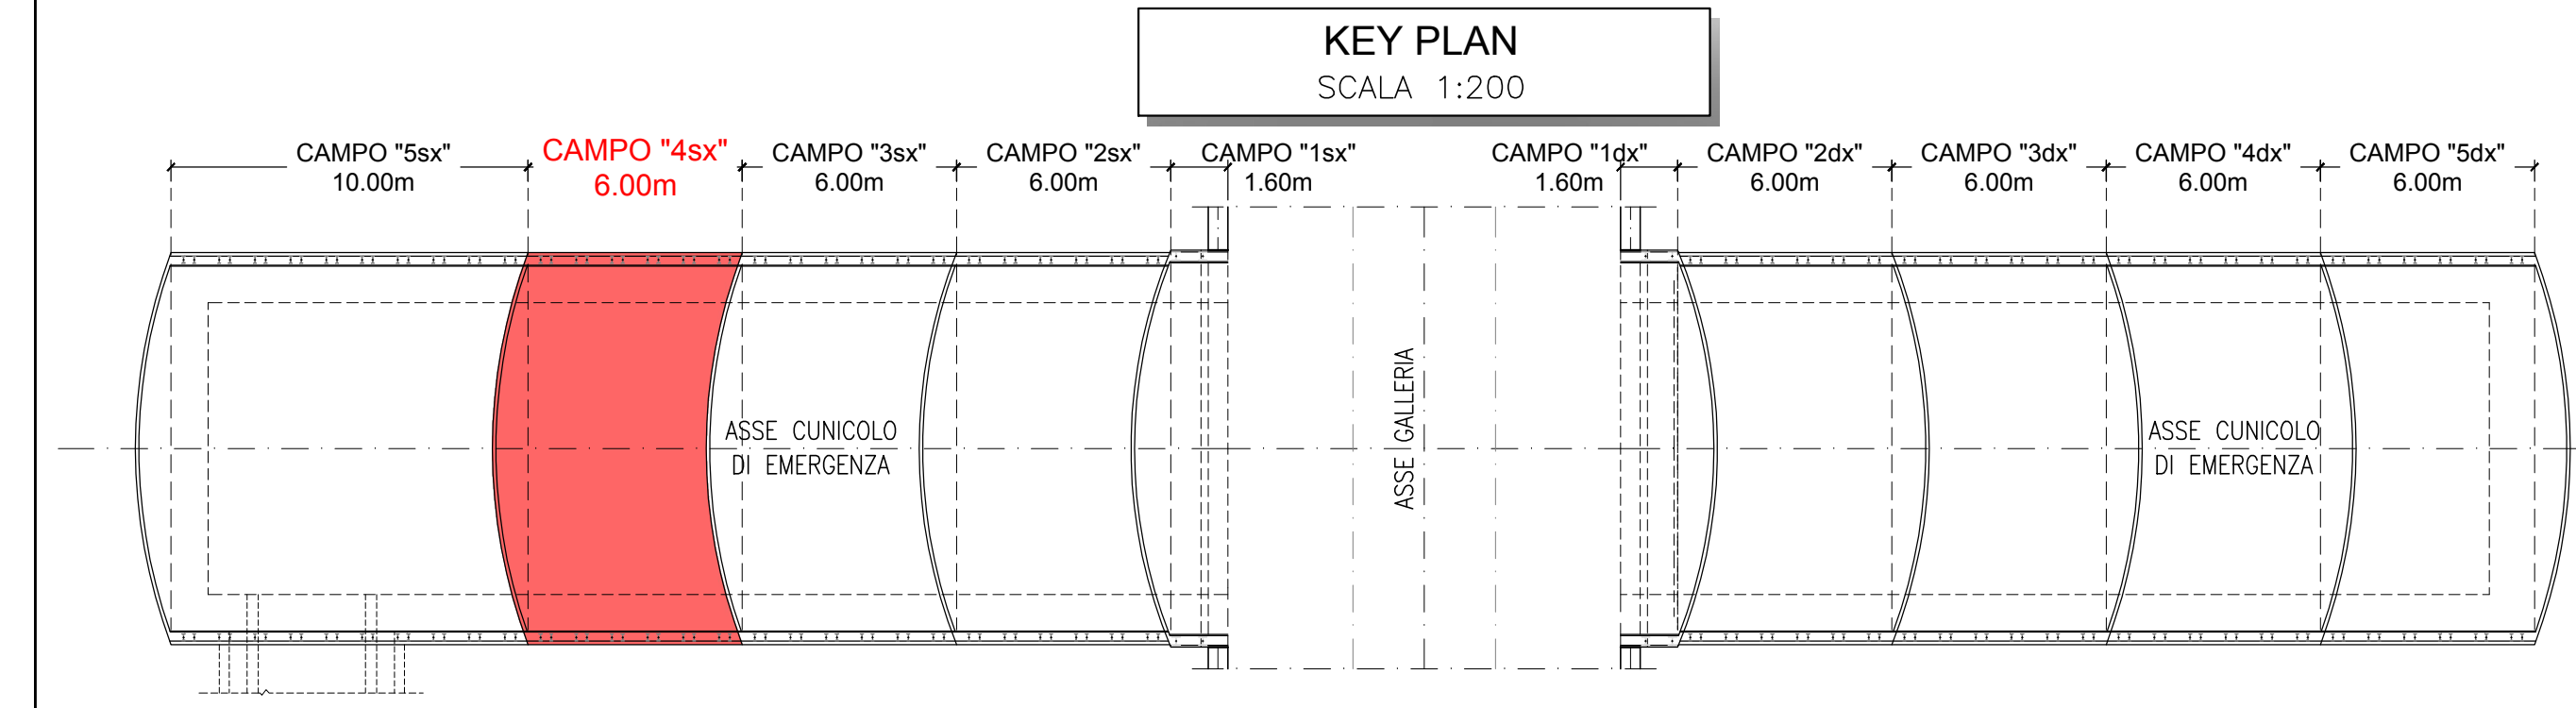 KEY PLAN
SCALA 1:200
CAMPO "5sx"
10.00m
CAMPO "4sx"
6.00m
CAMPO "3sx"
6.00m
CAMPO "2sx"
6.00m
CAMPO "1sx"
1.60m
CAMPO "1dx"
1.60m
CAMPO "2dx"
6.00m
CAMPO "3dx"
6.00m
CAMPO "4dx"
6.00m
CAMPO "5dx"
6.00m
ASSE CUNICOLO
DI EMERGENZA
ASSE GALLERIA
ASSE CUNICOLO
DI EMERGENZA